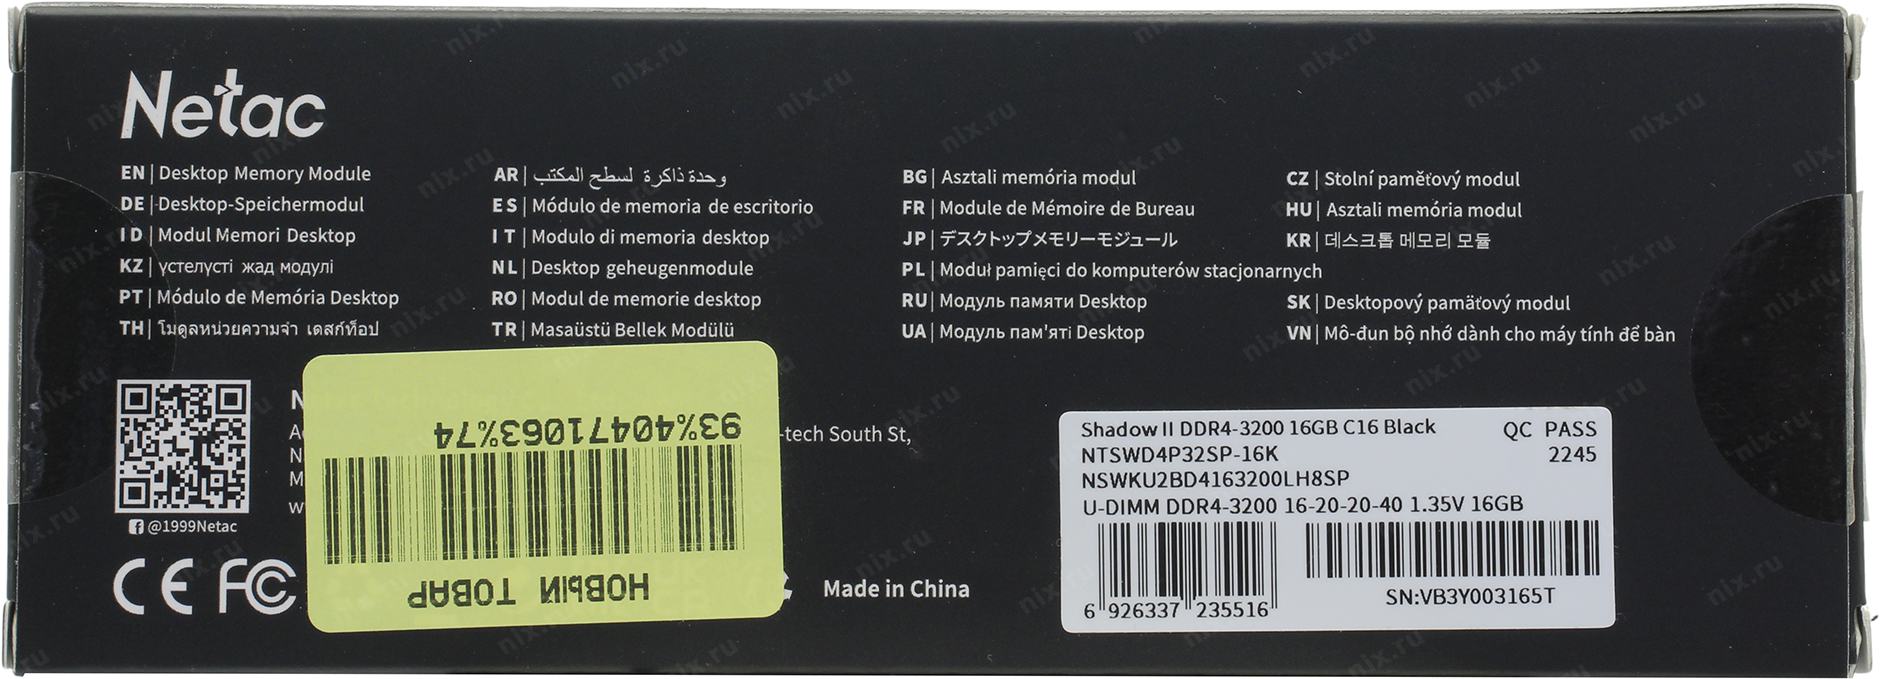 Netac
EN | Desktop Memory Module
DE | Desktop-Speichermodul
ID | Modul Memori Desktop
KZ | үстелүсті жад модулі
PT | Módulo de Memória Desktop
TH | โมดูลหน่วยความจำ เดสก์ท็อป
AR | وحدة ذاكرة لسطح المكتب
ES | Módulo de memoria de escritorio
IT | Modulo di memoria desktop
NL | Desktop geheugenmodule
RO | Modul de memorie desktop
TR | Masaüstü Bellek Modülü
BG | Asztali memória modul
FR | Module de Mémoire de Bureau
JP | デスクトップメモリーモジュール
PL | Moduł pamięci do komputerów stacjonarnych
RU | Модуль памяти Desktop
UA | Модуль пам'яті Desktop
CZ | Stolní paměťový modul
HU | Asztali memória modul
KR | 데스크톱 메모리 모듈
SK | Desktopový pamäťový modul
VN | Mô-đun bộ nhớ dành cho máy tính để bàn
@1999Netac
-tech South St,
CE FC
Made in China
93%40471063%74
НОВЫЙ ТОВАР
Shadow II DDR4-3200 16GB C16 Black QC PASS
NTSWD4P32SP-16K 2245
NSWKU2BD4163200LH8SP
U-DIMM DDR4-3200 16-20-20-40 1.35V 16GB
6 926337 235516
SN:VB3Y003165T
nix.ru